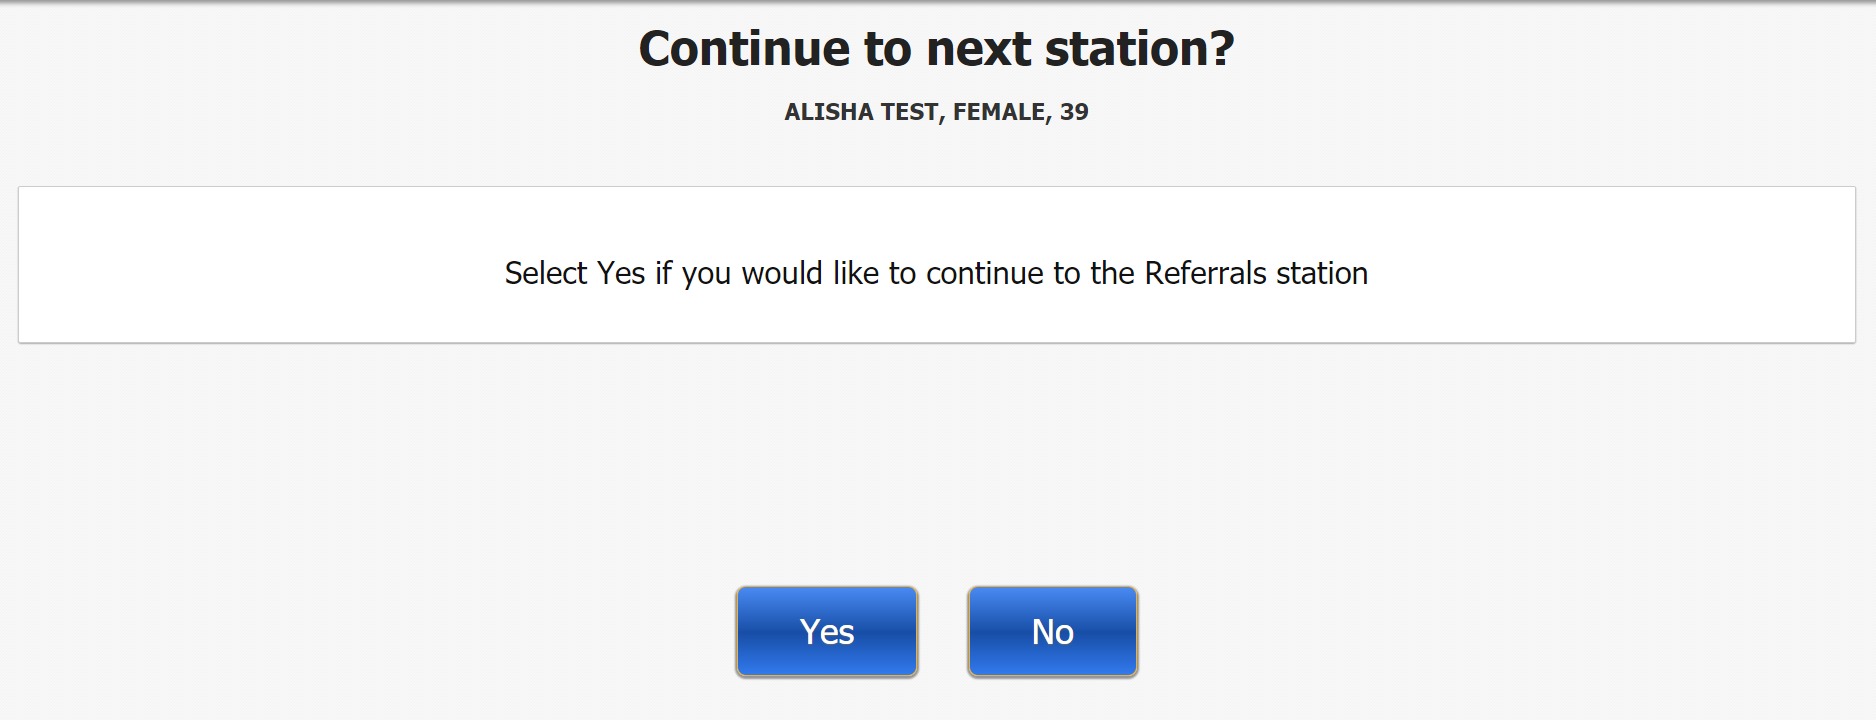 Continue to next station?
ALISHA TEST, FEMALE, 39
Select Yes if you would like to continue to the Referrals station
Yes
No